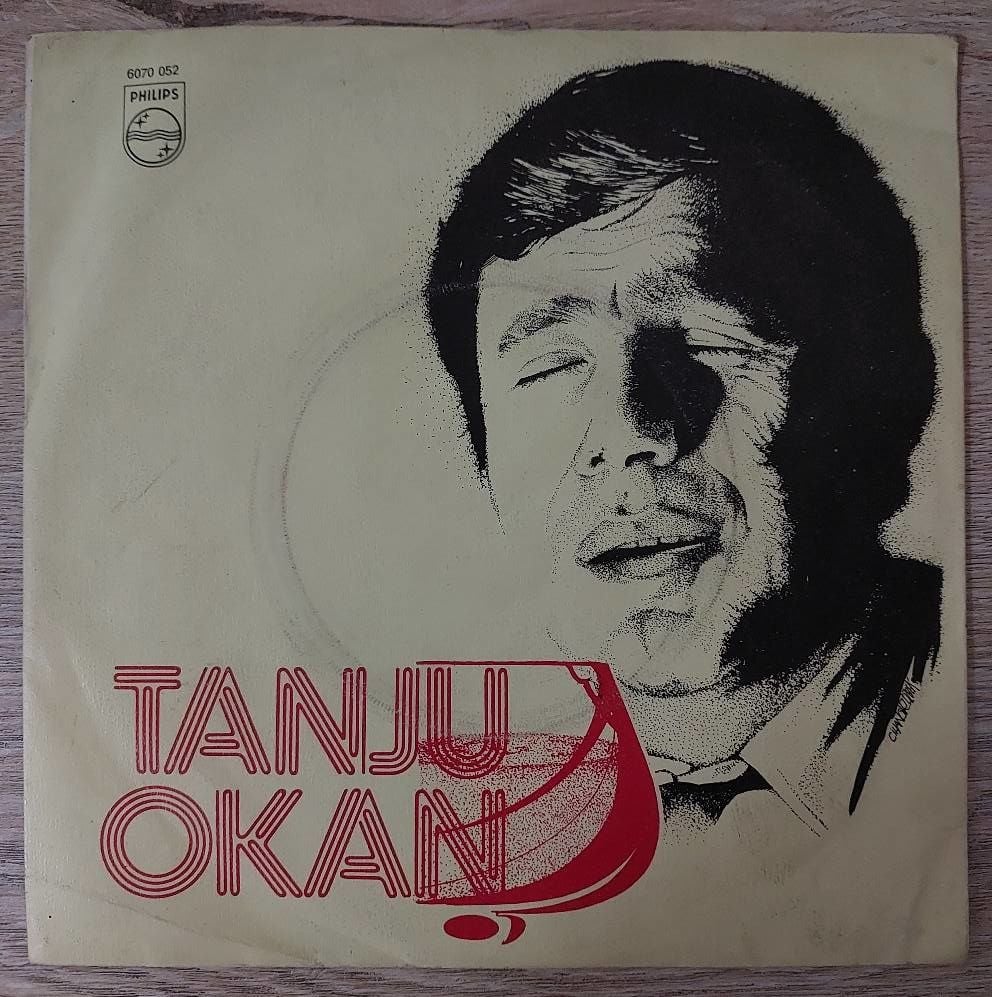 6070 052
PHILIPS
TANJU
OKAN